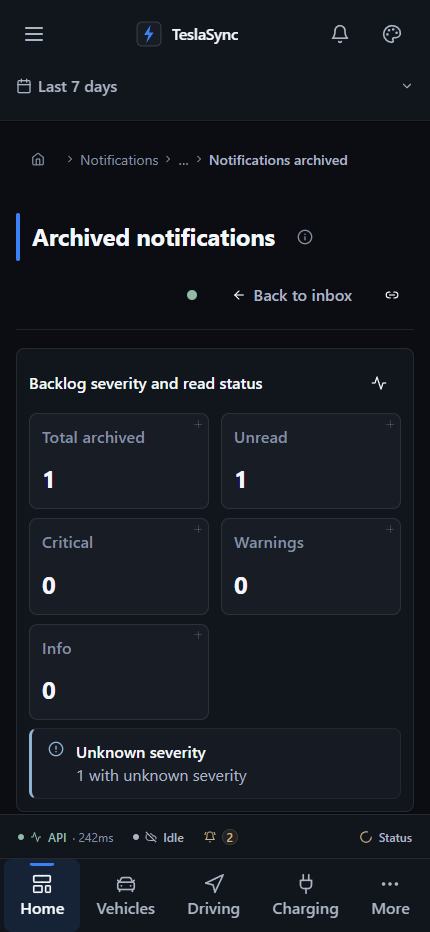 TeslaSync
Last 7 days
Notifications > ... > Notifications archived
Archived notifications
Back to inbox
Backlog severity and read status
Total archived
1
Unread
1
Critical
0
Warnings
0
Info
0
Unknown severity
1 with unknown severity
API · 242ms
Idle
2
Status
Home
Vehicles
Driving
Charging
More